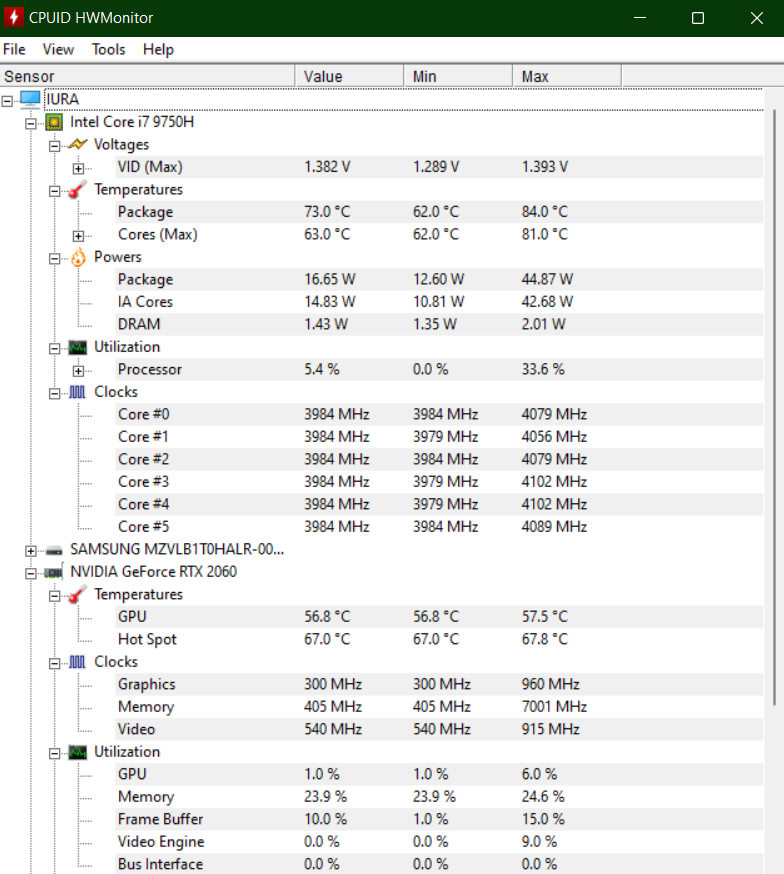 CPUID HWMonitor
File View Tools Help
Sensor Value Min Max
IURA
Intel Core i7 9750H
Voltages
VID (Max) 1.382 V 1.289 V 1.393 V
Temperatures
Package 73.0 °C 62.0 °C 84.0 °C
Cores (Max) 63.0 °C 62.0 °C 81.0 °C
Powers
Package 16.65 W 12.60 W 44.87 W
IA Cores 14.83 W 10.81 W 42.68 W
DRAM 1.43 W 1.35 W 2.01 W
Utilization
Processor 5.4 % 0.0 % 33.6 %
Clocks
Core #0 3984 MHz 3984 MHz 4079 MHz
Core #1 3984 MHz 3979 MHz 4056 MHz
Core #2 3984 MHz 3984 MHz 4079 MHz
Core #3 3984 MHz 3979 MHz 4102 MHz
Core #4 3984 MHz 3979 MHz 4102 MHz
Core #5 3984 MHz 3984 MHz 4089 MHz
SAMSUNG MZVLB1T0HALR-00...
NVIDIA GeForce RTX 2060
Temperatures
GPU 56.8 °C 56.8 °C 57.5 °C
Hot Spot 67.0 °C 67.0 °C 67.8 °C
Clocks
Graphics 300 MHz 300 MHz 960 MHz
Memory 405 MHz 405 MHz 7001 MHz
Video 540 MHz 540 MHz 915 MHz
Utilization
GPU 1.0 % 1.0 % 6.0 %
Memory 23.9 % 23.9 % 24.6 %
Frame Buffer 10.0 % 1.0 % 15.0 %
Video Engine 0.0 % 0.0 % 9.0 %
Bus Interface 0.0 % 0.0 % 0.0 %